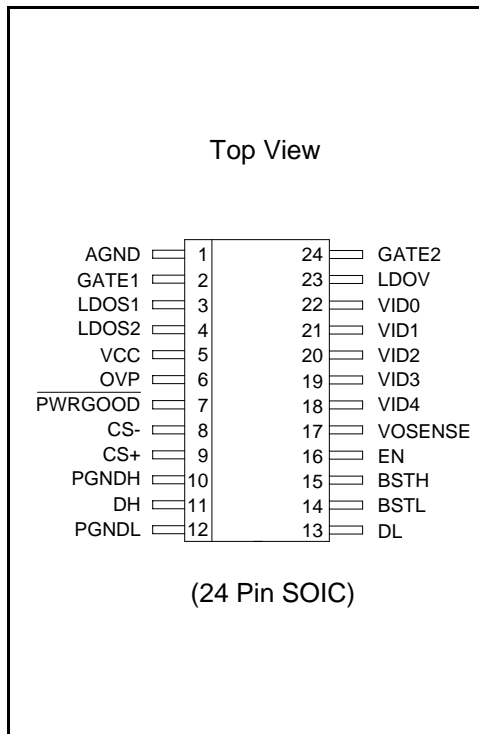 Top View
AGND 1 24 GATE2
GATE1 2 23 LDOV
LDOS1 3 22 VID0
LDOS2 4 21 VID1
VCC 5 20 VID2
OVP 6 19 VID3
PWRGOOD 7 18 VID4
CS- 8 17 VOSENSE
CS+ 9 16 EN
PGNDH 10 15 BSTH
DH 11 14 BSTL
PGNDL 12 13 DL
(24 Pin SOIC)